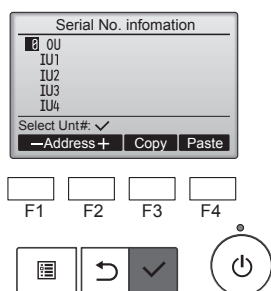 Serial No. infomation
0 OU
IU1
IU2
IU3
IU4
Select Unt#: ✓
−Address+ Copy Paste
F1 F2 F3 F4